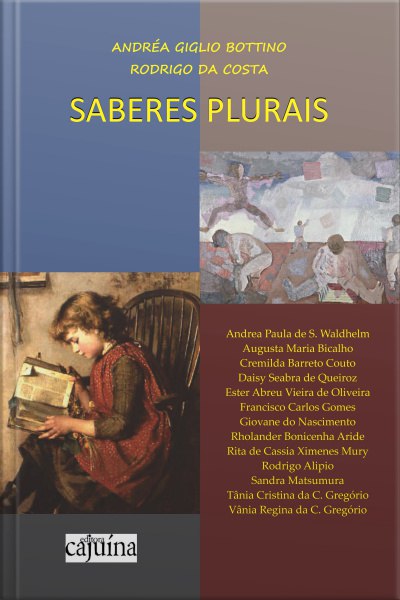 ANDRÉA GIGLIO BOTTINO
RODRIGO DA COSTA
SABERES PLURAIS
Andrea Paula de S. Waldhelm
Augusta Maria Bicalho
Cremilda Barreto Couto
Daisy Seabra de Queiroz
Ester Abreu Vieira de Oliveira
Francisco Carlos Gomes
Giovane do Nascimento
Rholander Bonicenha Aride
Rita de Cassia Ximenes Mury
Rodrigo Alipio
Sandra Matsumura
Tânia Cristina da C. Gregório
Vânia Regina da C. Gregório
editora
cajuína